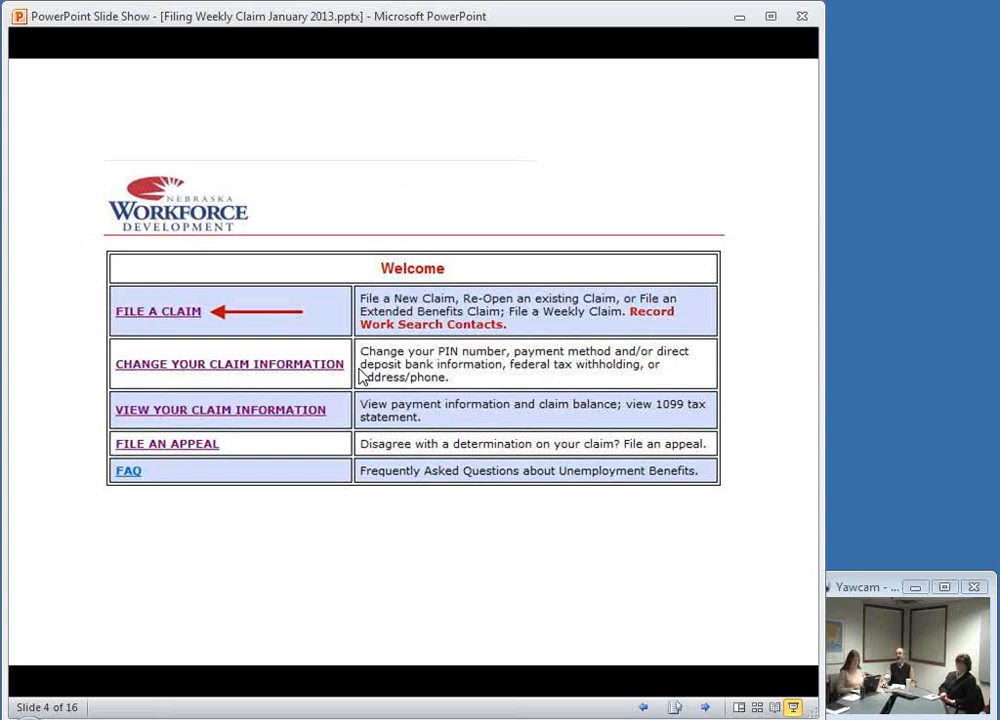 PowerPoint Slide Show - [Filing Weekly Claim January 2013.pptx] - Microsoft PowerPoint
NEBRASKA
WORKFORCE
DEVELOPMENT
Welcome
FILE A CLAIM
File a New Claim, Re-Open an existing Claim, or File an
Extended Benefits Claim; File a Weekly Claim. Record
Work Search Contacts.
CHANGE YOUR CLAIM INFORMATION
Change your PIN number, payment method and/or direct
deposit bank information, federal tax withholding, or
address/phone.
VIEW YOUR CLAIM INFORMATION
View payment information and claim balance; view 1099 tax
statement.
FILE AN APPEAL
Disagree with a determination on your claim? File an appeal.
FAQ
Frequently Asked Questions about Unemployment Benefits.
Yawcam - ...
Slide 4 of 16